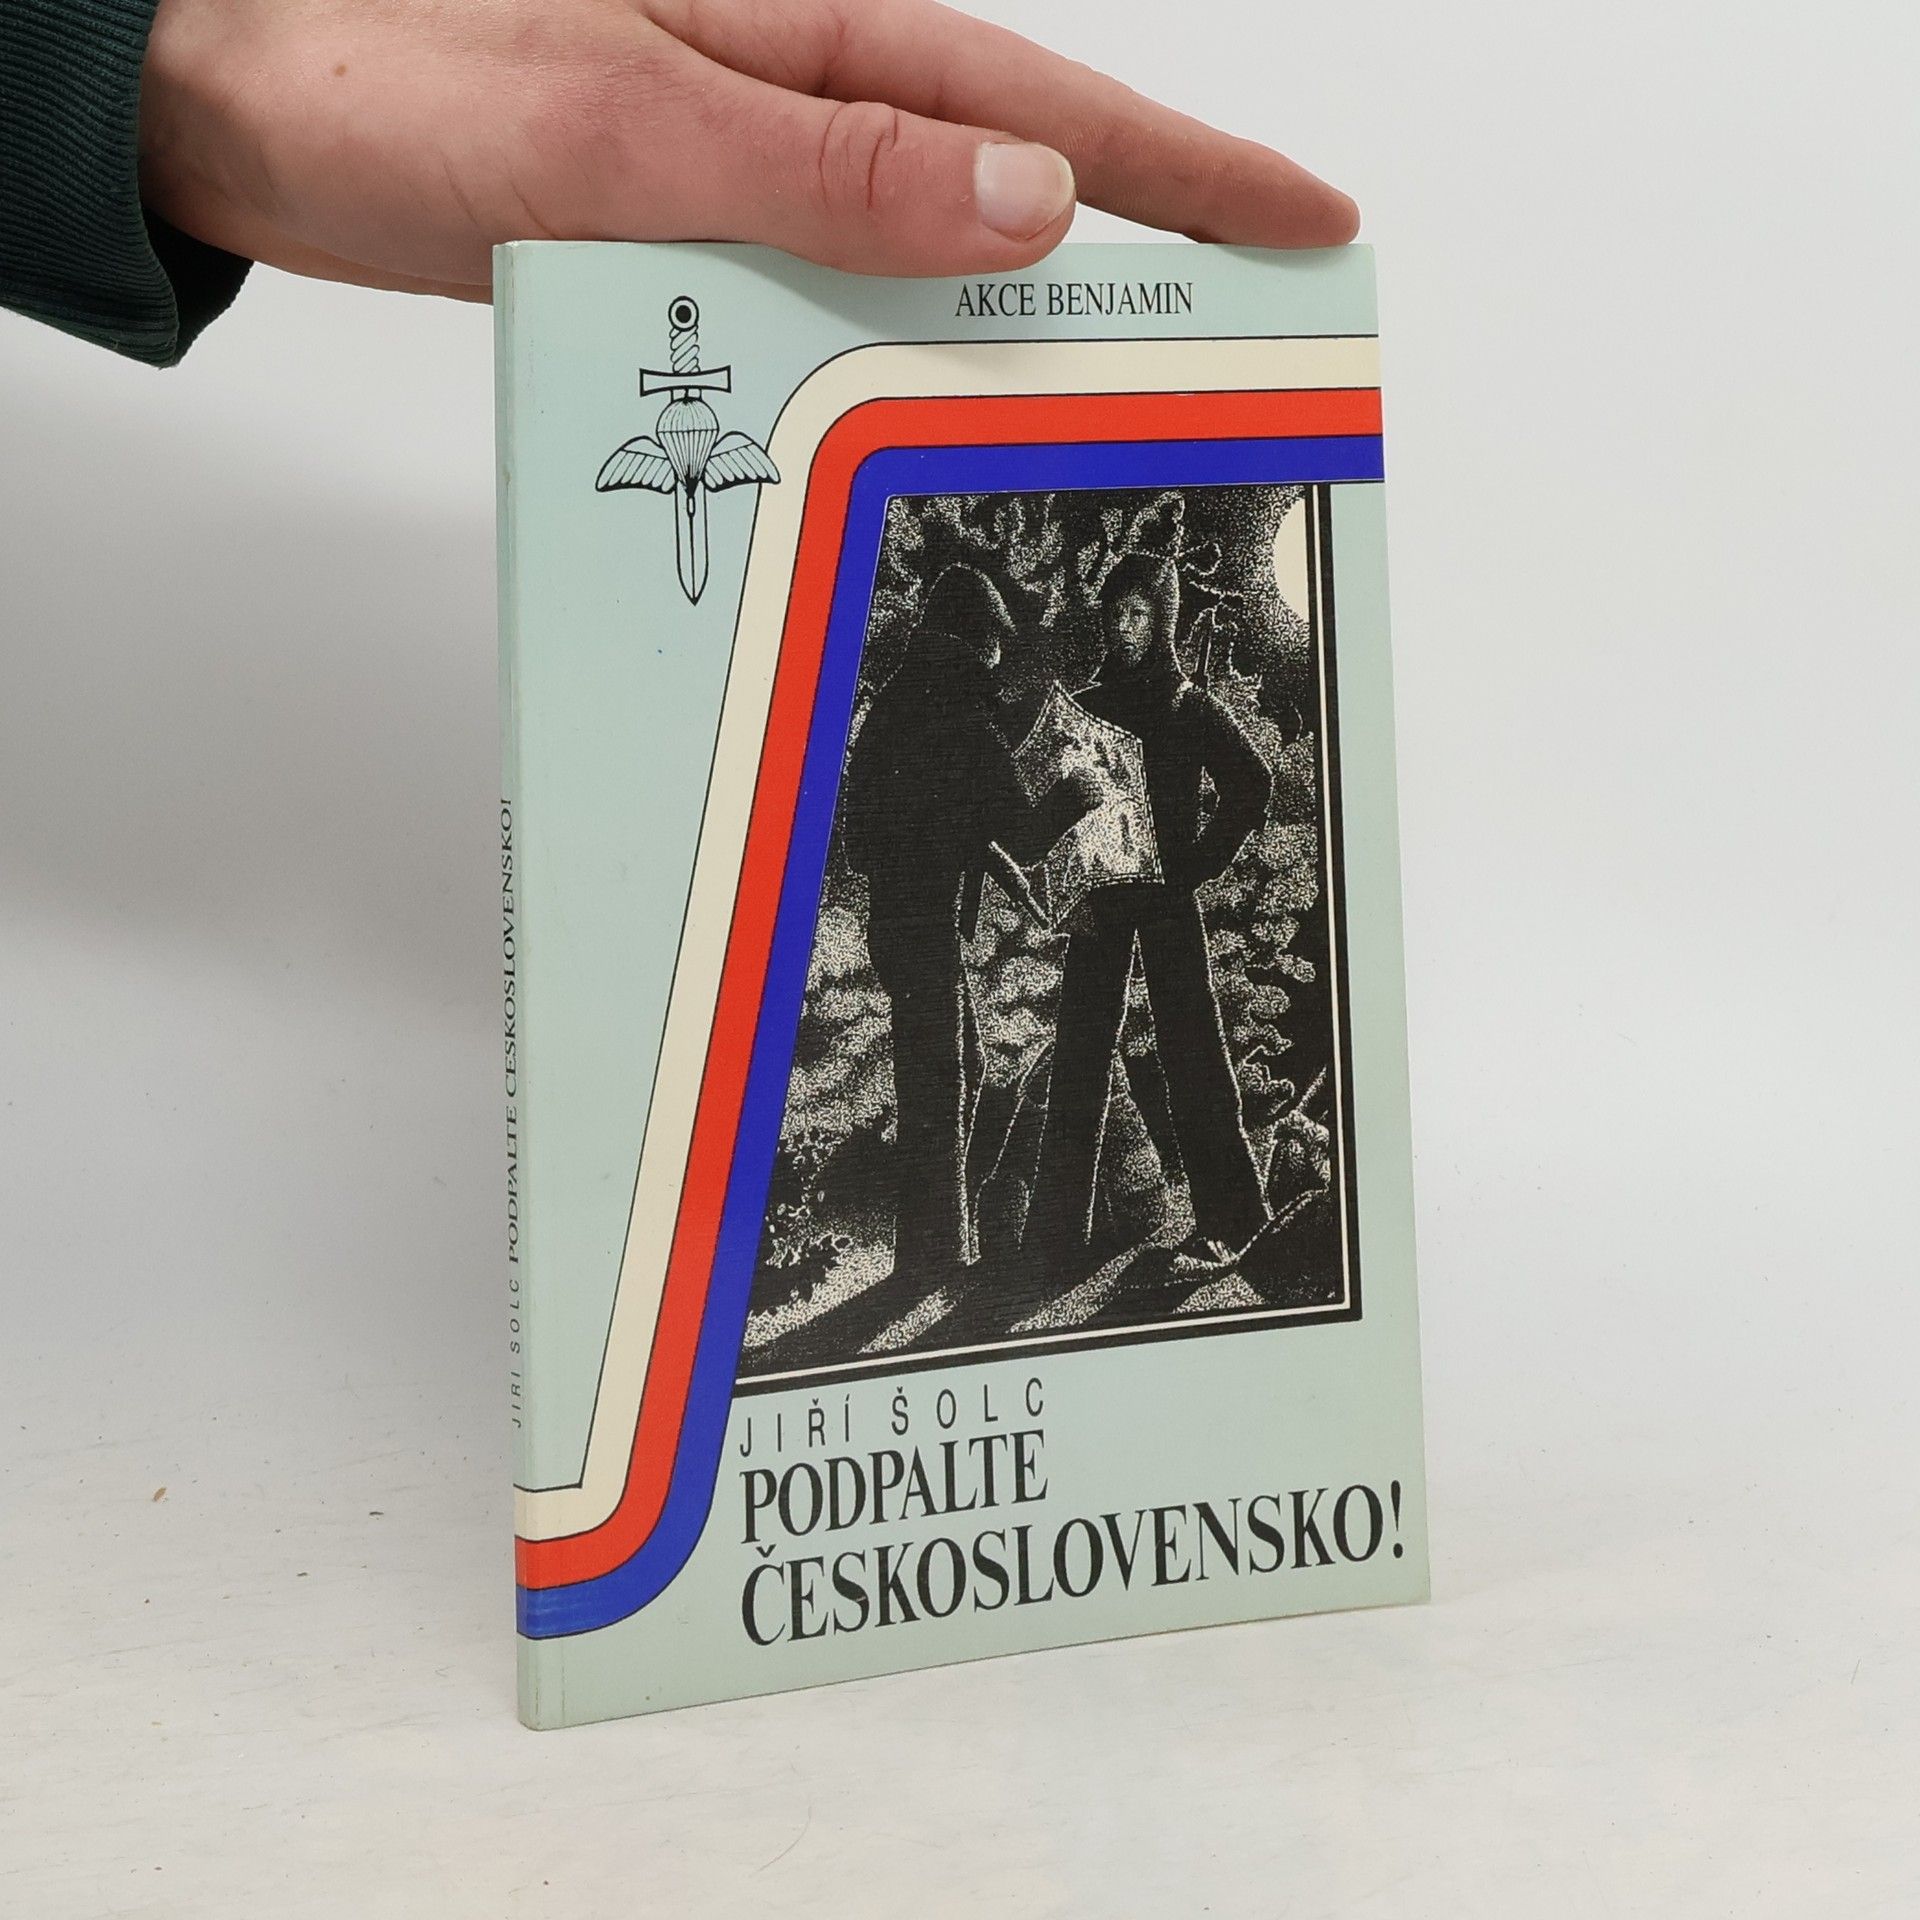 AKCE BENJAMIN
JIŘÍ ŠOLC
PODPALTE
ČESKOSLOVENSKO!
JIŘÍ ŠOLC PODPALTE ČESKOSLOVENSKO!